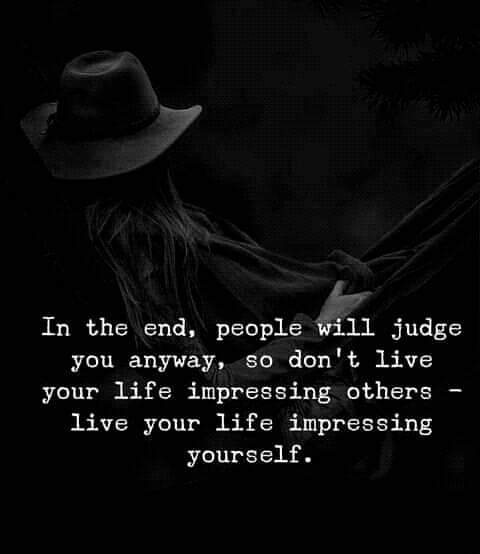 In the end, people will judge
you anyway, so don't live
your life impressing others –
live your life impressing
yourself.